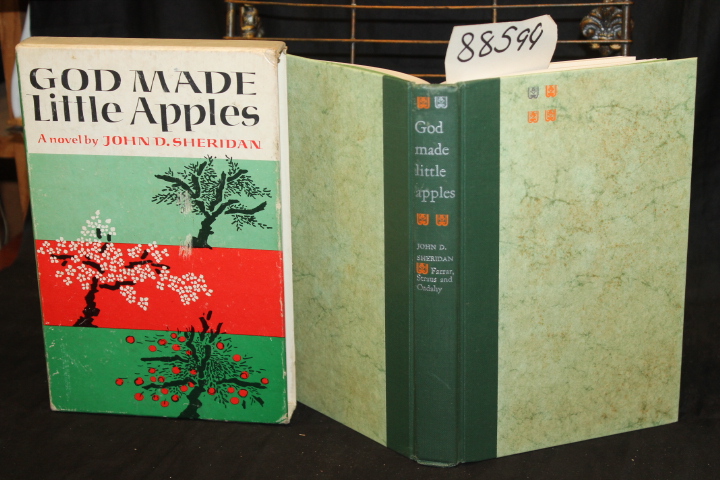 GOD MADE
Little Apples
A novel by JOHN D. SHERIDAN
88599
God
made
little
apples
JOHN D.
SHERIDAN
Farrar,
Straus and
Cudahy